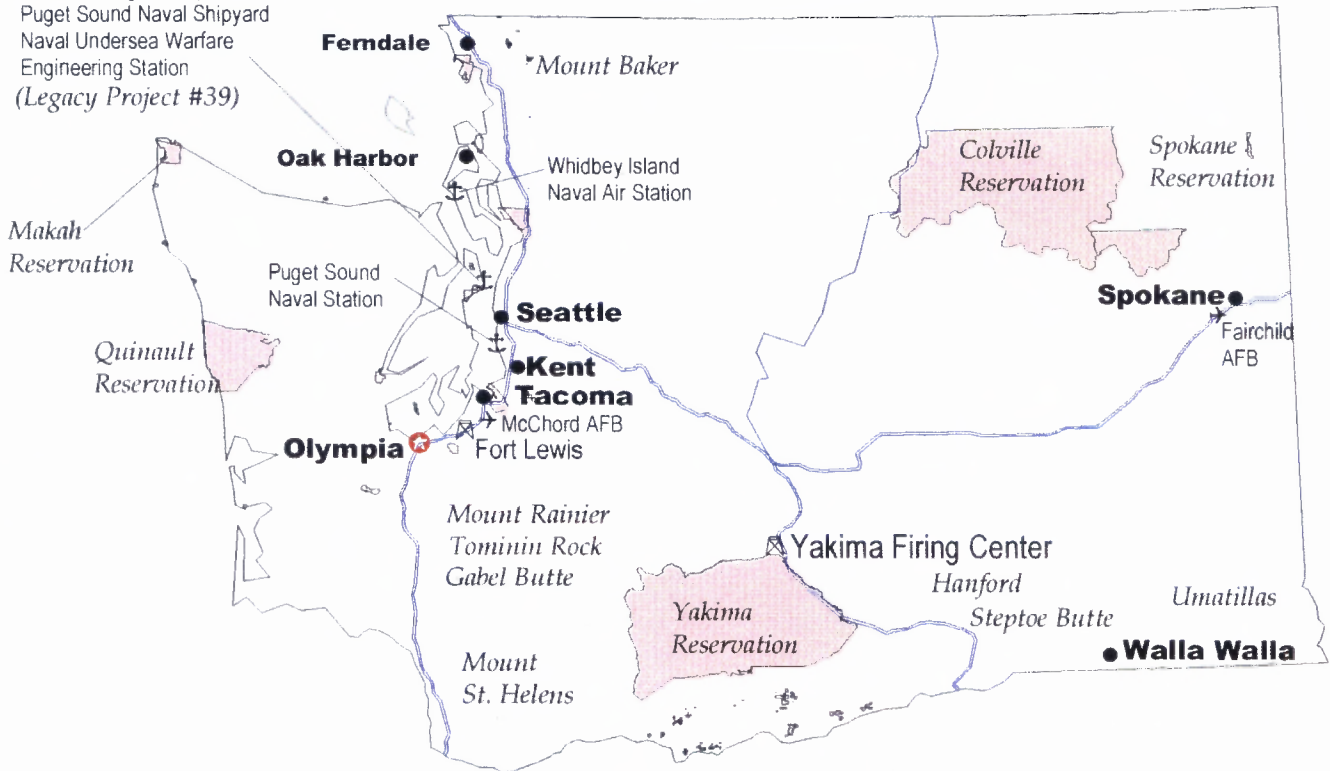 Puget Sound Naval Shipyard
Naval Undersea Warfare
Engineering Station
(Legacy Project #39)
Ferndale
Mount Baker
Oak Harbor
Whidbey Island
Naval Air Station
Colville
Reservation
Spokane
Reservation
Makah
Reservation
Puget Sound
Naval Station
Seattle
Spokane
Fairchild
AFB
Quinault
Reservation
Kent
Tacoma
McChord AFB
Olympia
Fort Lewis
Mount Rainier
Tominin Rock
Gabel Butte
Yakima Firing Center
Hanford
Steptoe Butte
Umatillas
Yakima
Reservation
Walla Walla
Mount
St. Helens